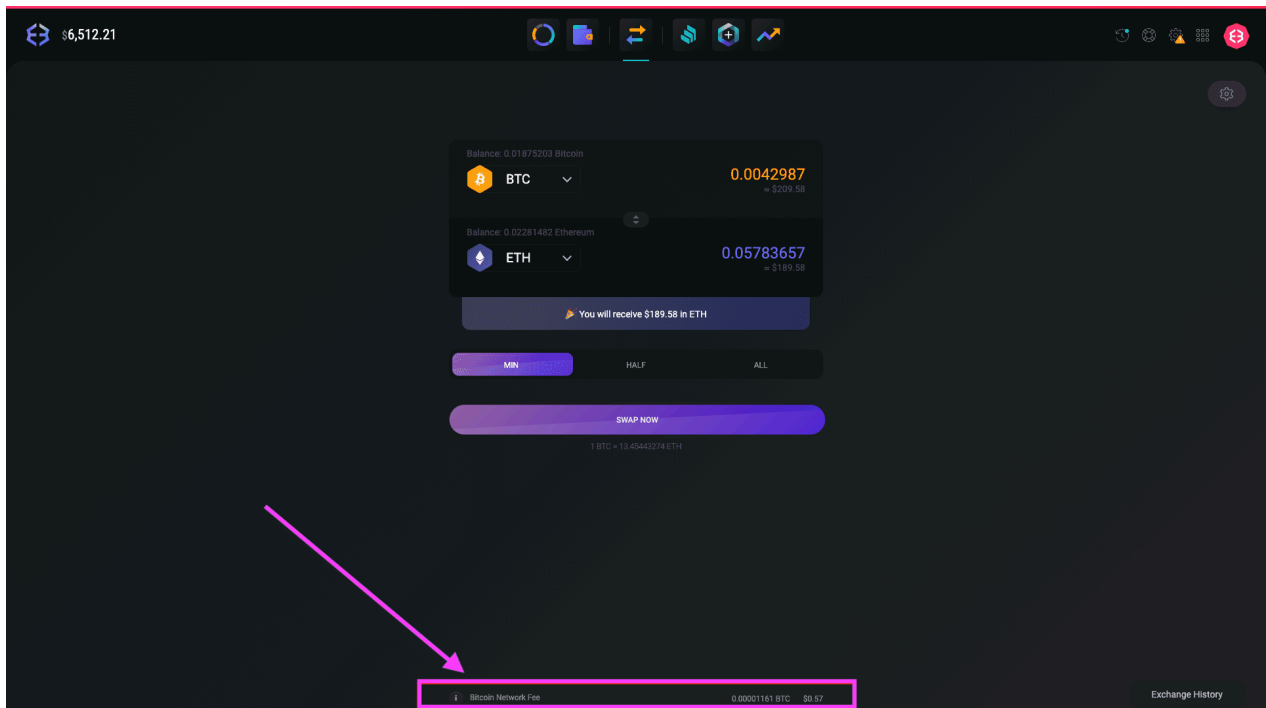 $6,512.21
Balance: 0.01875203 Bitcoin
BTC
0.0042987
≈ $209.58
Balance: 0.02281482 Ethereum
ETH
0.05783657
≈ $189.58
🎉 You will receive $189.58 in ETH
MIN HALF ALL
SWAP NOW
1 BTC ≈ 13.45443274 ETH
i Bitcoin Network Fee 0.00001161 BTC $0.57
Exchange History